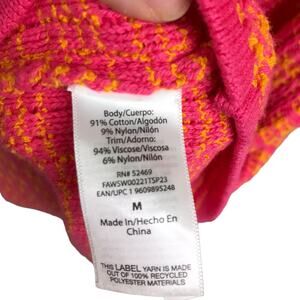 Body/Cuerpo:
91% Cotton/Algodón
9% Nylon/Nilón
Trim/Adorno:
94% Viscose/Viscosa
6% Nylon/Nilón
RN# 52469
FAWSW00221TSP23
EAN/UPC 1 9609895248
M
Made In/Hecho En
China
THIS LABEL YARN IS MADE
OUT OF 100% RECYCLED
POLYESTER MATERIALS